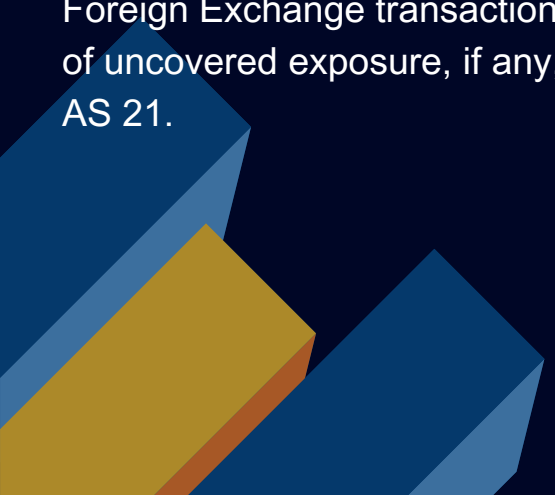 Foreign Exchange transaction
of uncovered exposure, if any
AS 21.